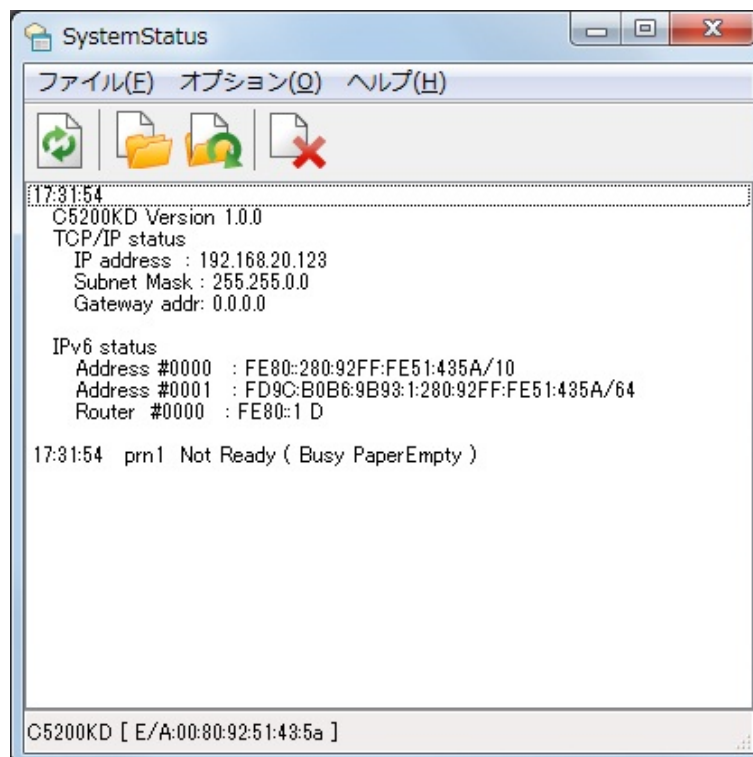 SystemStatus
ファイル(F) オプション(O) ヘルプ(H)
17:31:54
C5200KD Version 1.0.0
TCP/IP status
IP address : 192.168.20.123
Subnet Mask : 255.255.0.0
Gateway addr: 0.0.0.0
IPv6 status
Address #0000 : FE80::280:92FF:FE51:435A/10
Address #0001 : FD9C:B0B6:9B93:1:280:92FF:FE51:435A/64
Router #0000 : FE80::1 D
17:31:54 prn1 Not Ready ( Busy PaperEmpty )
C5200KD [ E/A:00:80:92:51:43:5a ]